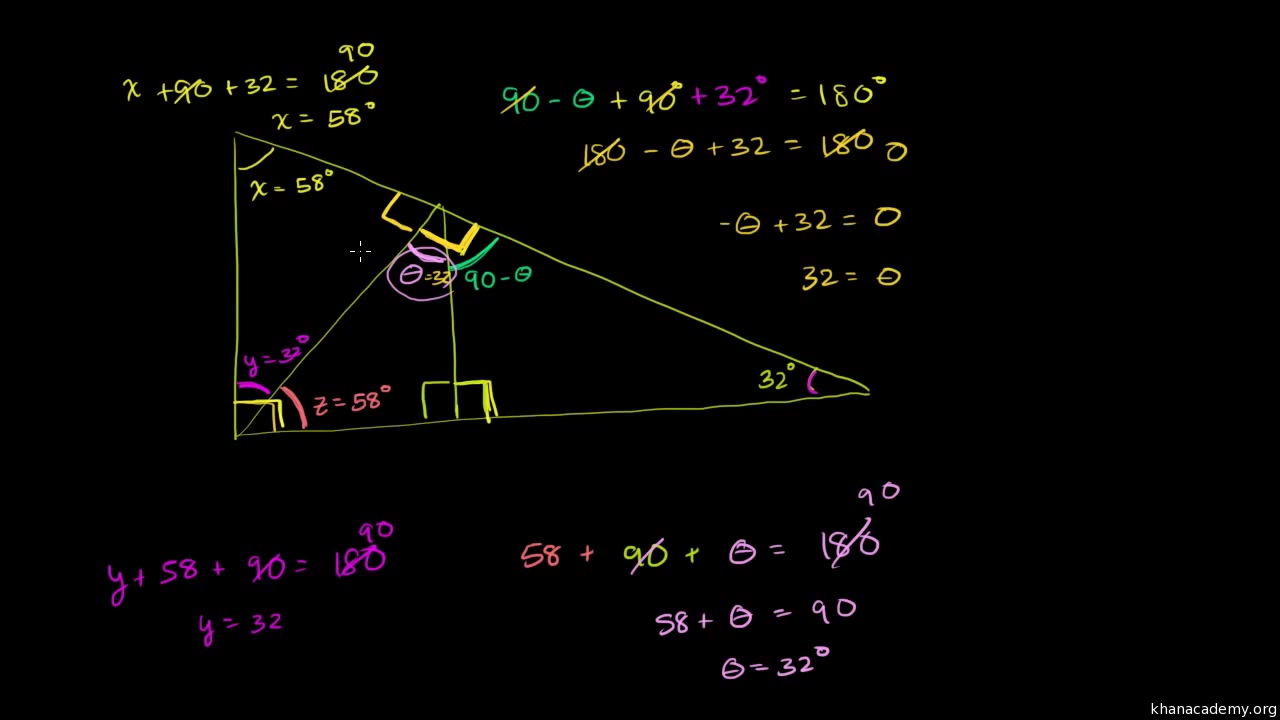 90
x + 90 + 32 = 180
x = 58°
x = 58°
90 - θ + 90° + 32° = 180°
180 - θ + 32 = 180 0
-θ + 32 = 0
32 = θ
θ = 32
90 - θ
y = 32°
z = 58°
32°
90
y + 58 + 90 = 180
y = 32
90
58 + 90 + θ = 180
58 + θ = 90
θ = 32°
khanacademy.org